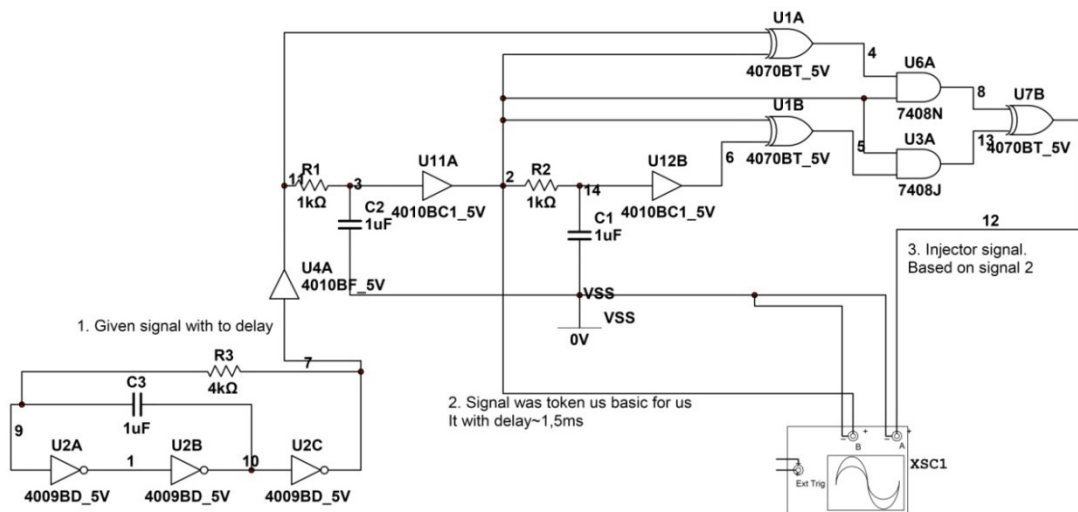 U1A
4070BT_5V
4
U6A
7408N
8
U7B
4070BT_5V
U1B
4070BT_5V
5
U3A
7408J
13
6
11
R1
1kΩ
3
U11A
4010BC1_5V
2
R2
1kΩ
14
U12B
4010BC1_5V
C2
1uF
C1
1uF
12
3. Injector signal.
Based on signal 2
U4A
4010BF_5V
VSS
VSS
0V
1. Given signal with to delay
R3
4kΩ
7
C3
1uF
2. Signal was token us basic for us
It with delay~1,5ms
9
U2A
4009BD_5V
1
U2B
4009BD_5V
10
U2C
4009BD_5V
XSC1
B
A
Ext Trig